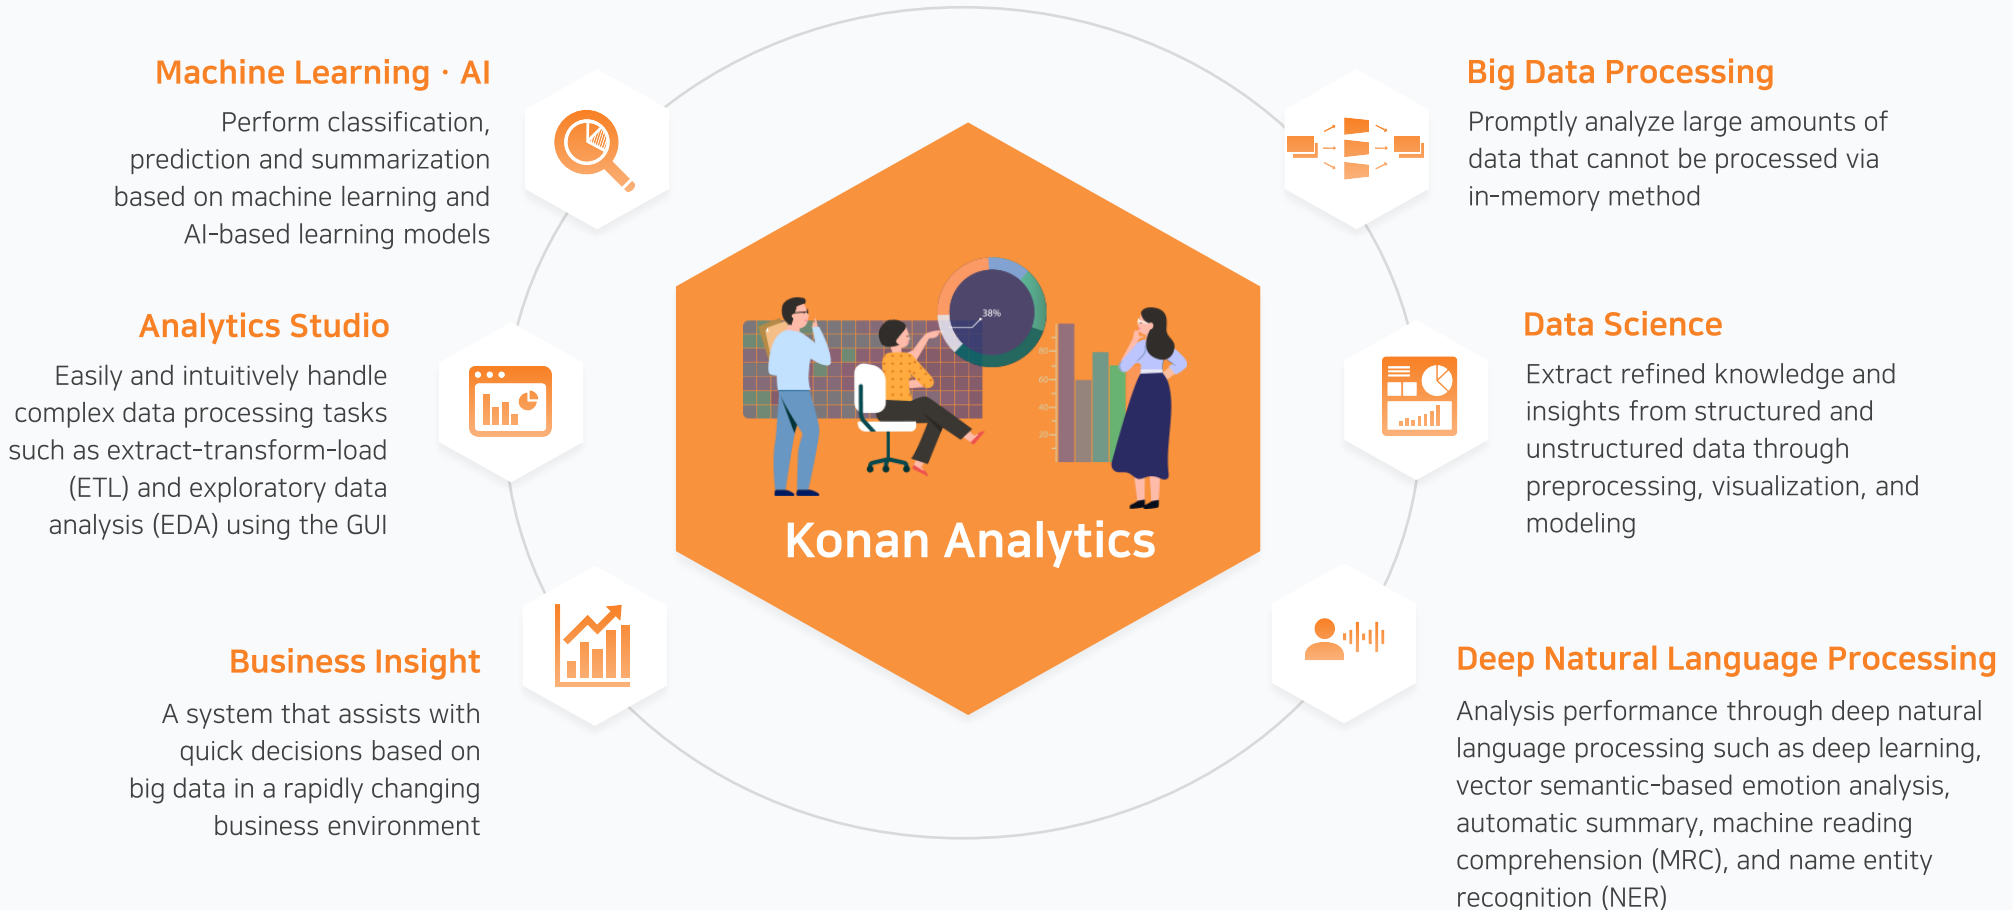 Machine Learning · AI
Perform classification,
prediction and summarization
based on machine learning and
AI-based learning models
Analytics Studio
Easily and intuitively handle
complex data processing tasks
such as extract-transform-load
(ETL) and exploratory data
analysis (EDA) using the GUI
Business Insight
A system that assists with
quick decisions based on
big data in a rapidly changing
business environment
38%
80
60
40
20
Konan Analytics
Big Data Processing
Promptly analyze large amounts of
data that cannot be processed via
in-memory method
Data Science
Extract refined knowledge and
insights from structured and
unstructured data through
preprocessing, visualization, and
modeling
Deep Natural Language Processing
Analysis performance through deep natural
language processing such as deep learning,
vector semantic-based emotion analysis,
automatic summary, machine reading
comprehension (MRC), and name entity
recognition (NER)